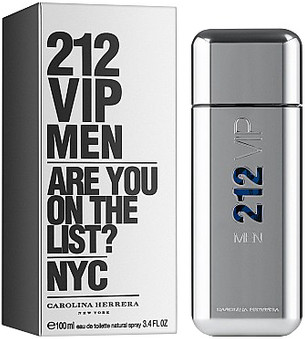 212
VIP
MEN
ARE YOU
ON THE
LIST?
NYC
CAROLINA HERRERA
NEW YORK
℮100ml eau de toilette natural spray 3.4 FL.OZ
212 VIP
MEN
CAROLINA HERRERA